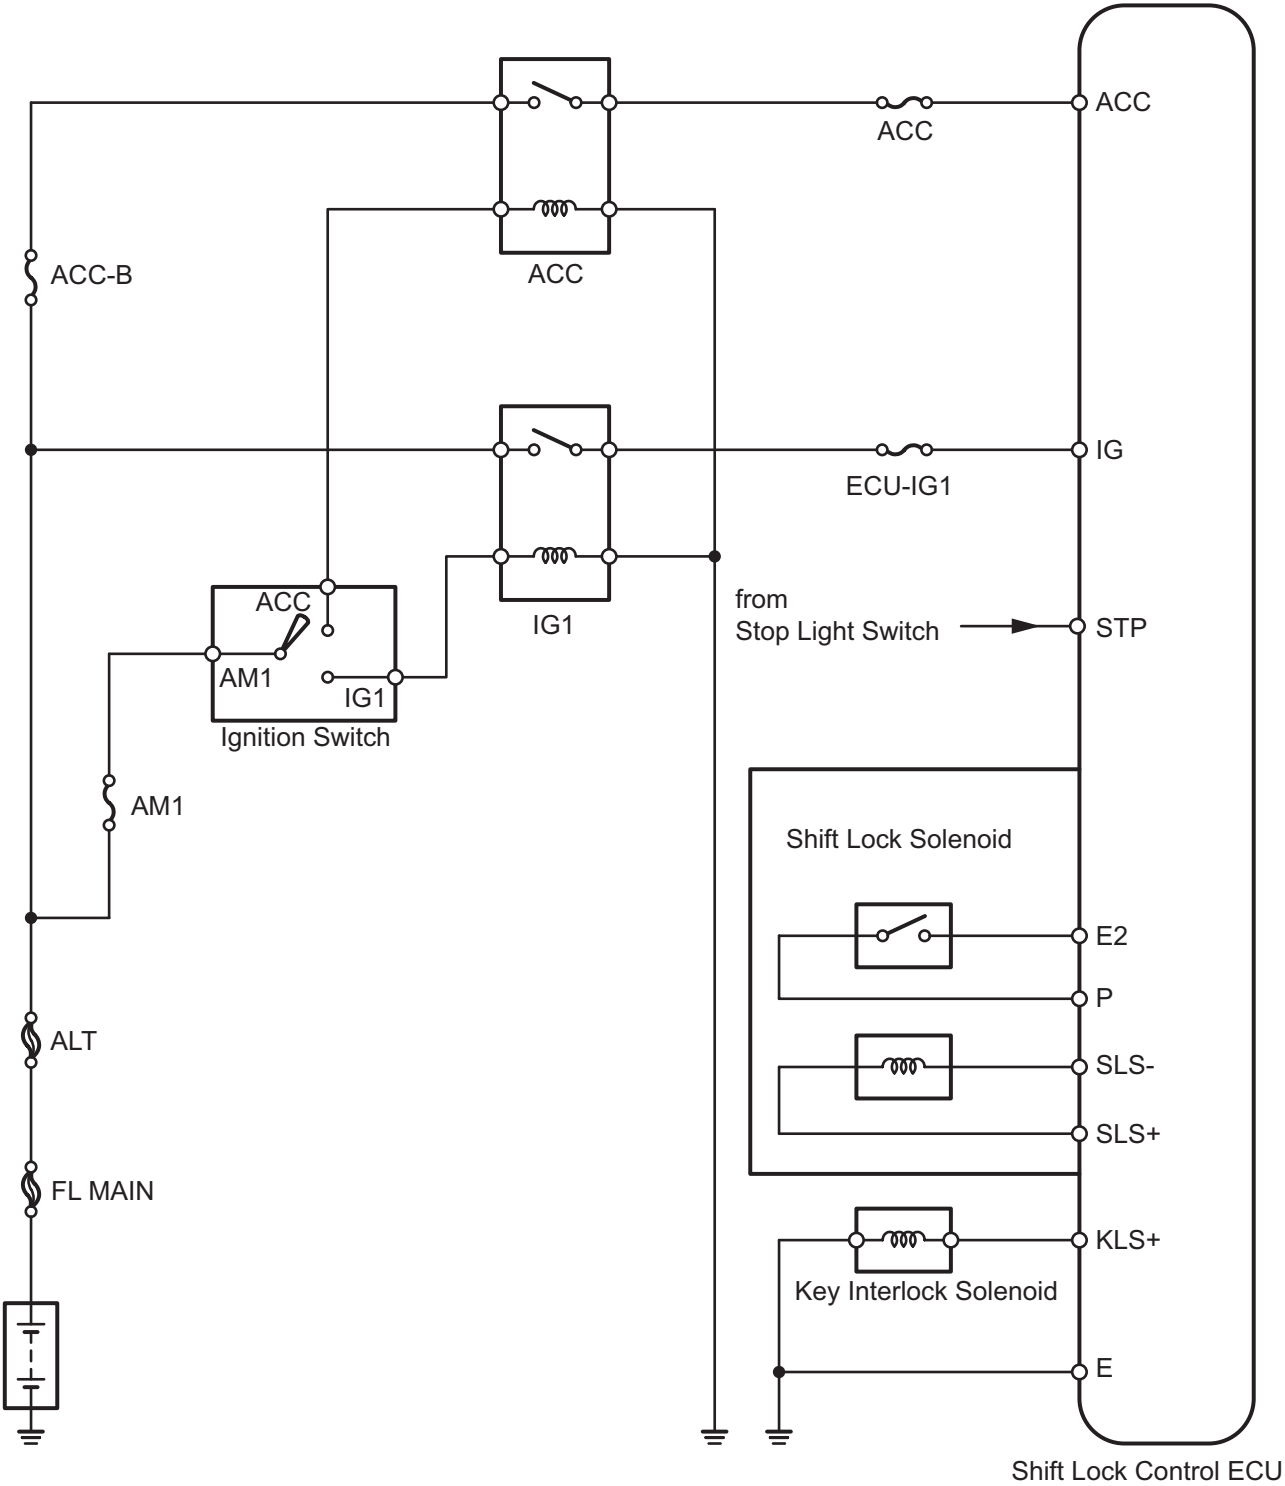 ACC
ACC
ACC-B
ACC
IG
ECU-IG1
ACC
from
Stop Light Switch
STP
IG1
AM1
IG1
Ignition Switch
AM1
Shift Lock Solenoid
E2
P
ALT
SLS-
SLS+
FL MAIN
KLS+
Key Interlock Solenoid
E
Shift Lock Control ECU